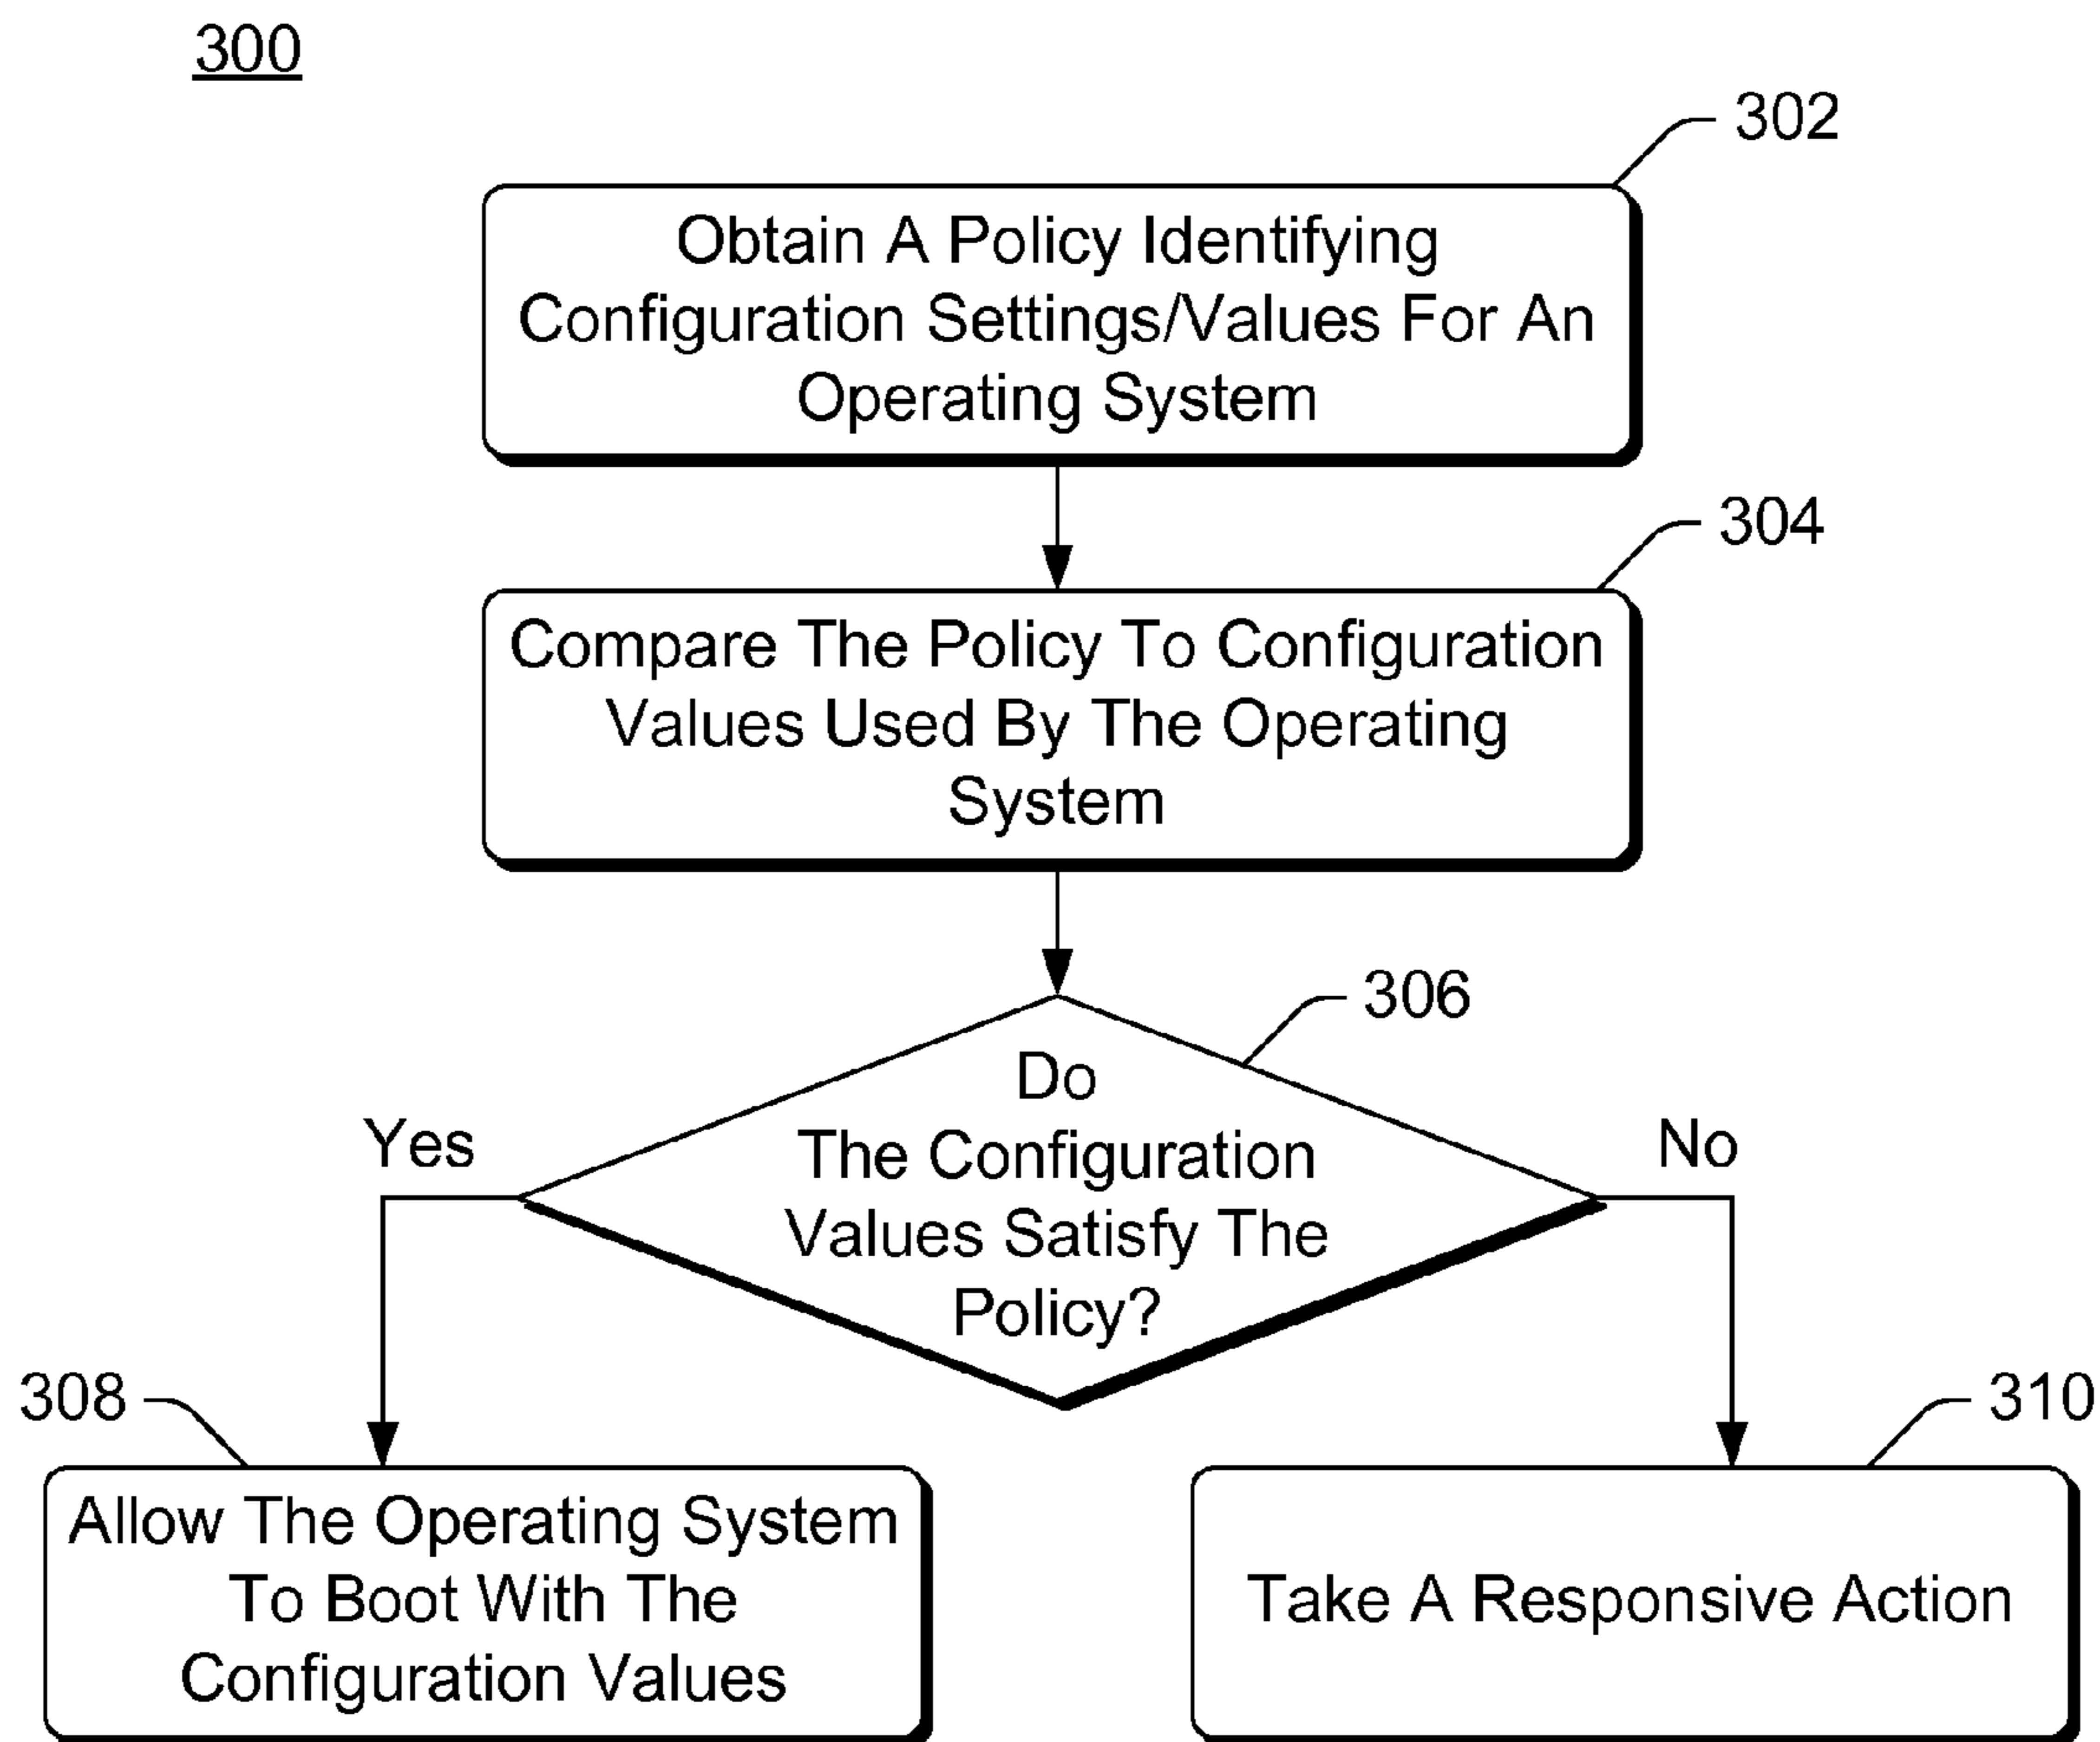 300
302
Obtain A Policy Identifying
Configuration Settings/Values For An
Operating System
304
Compare The Policy To Configuration
Values Used By The Operating
System
306
Do
The Configuration
Values Satisfy The
Policy?
Yes
No
308
310
Allow The Operating System
To Boot With The
Configuration Values
Take A Responsive Action